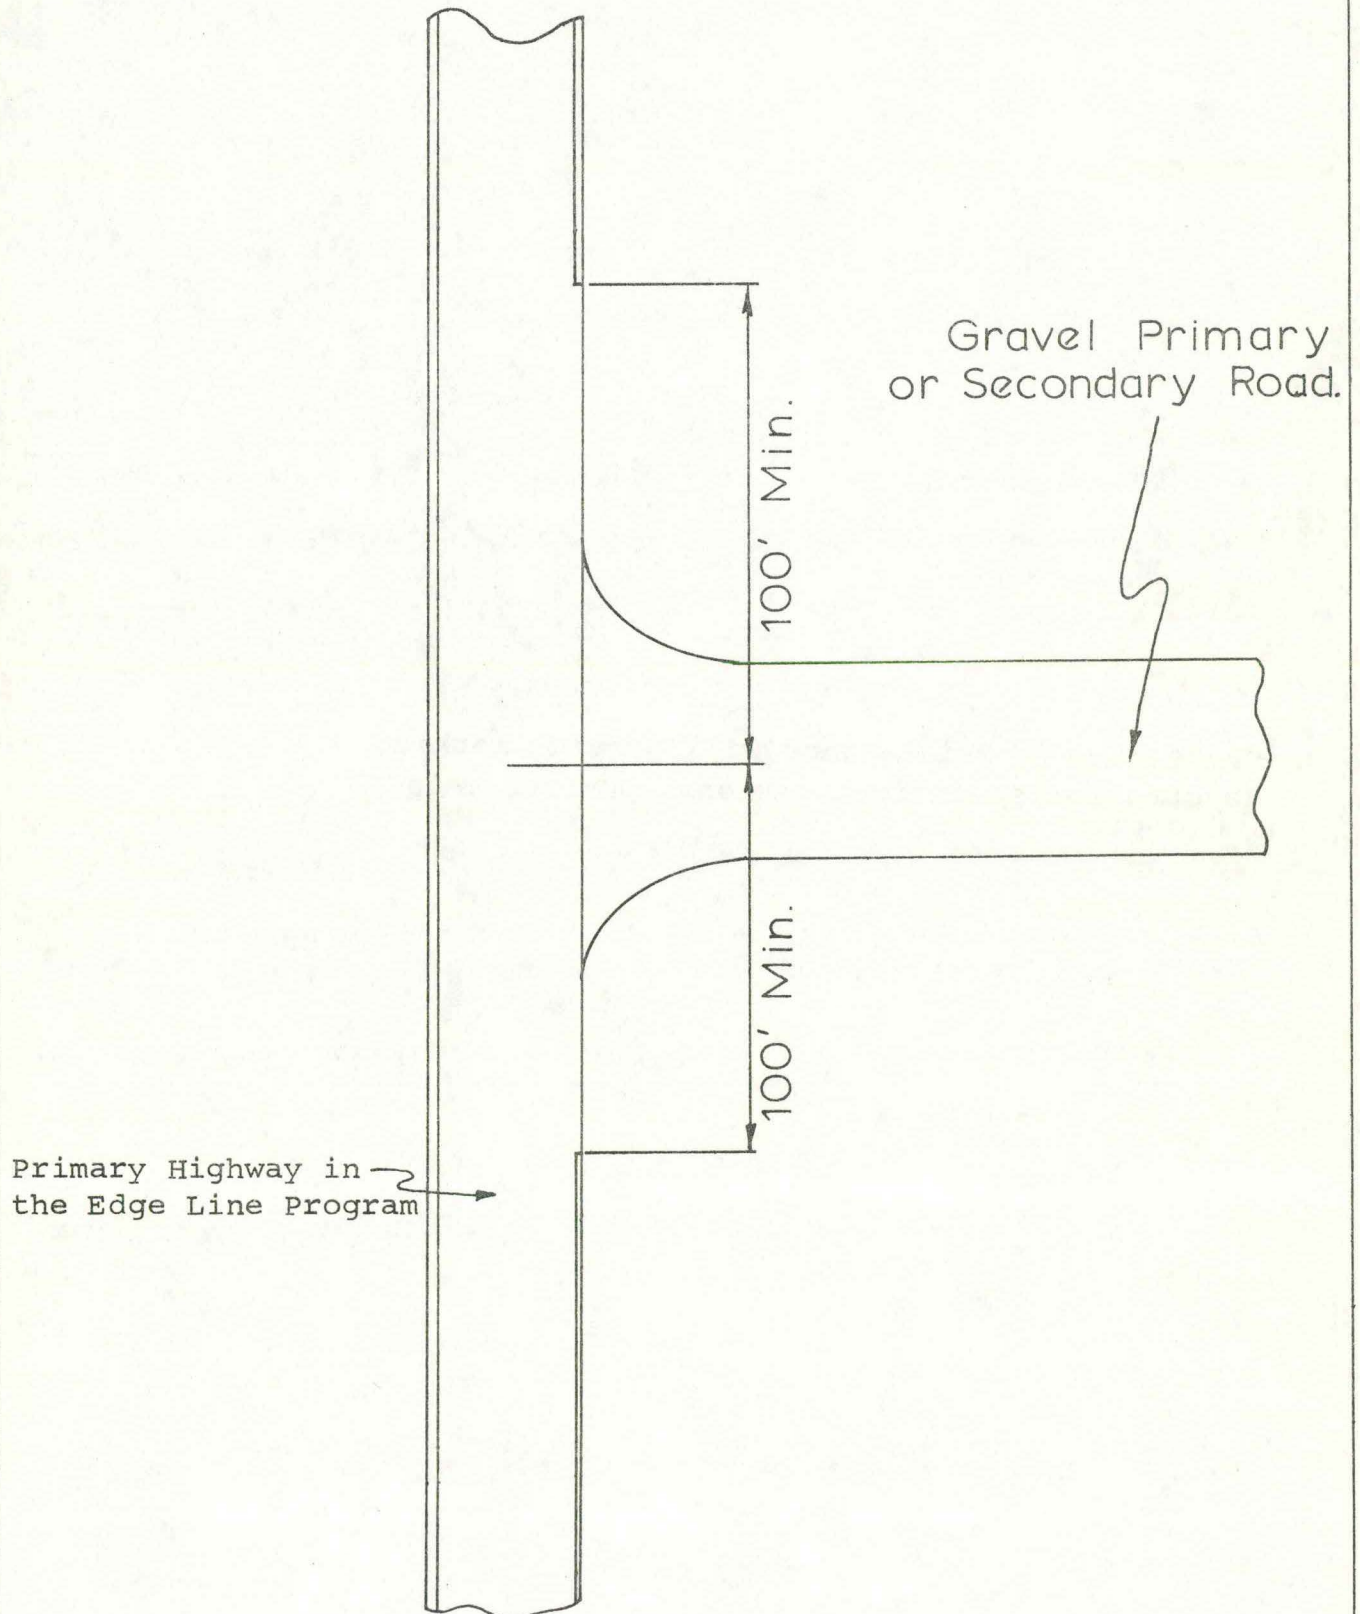 Gravel Primary
or Secondary Road.
100' Min.
100' Min.
Primary Highway in
the Edge Line Program